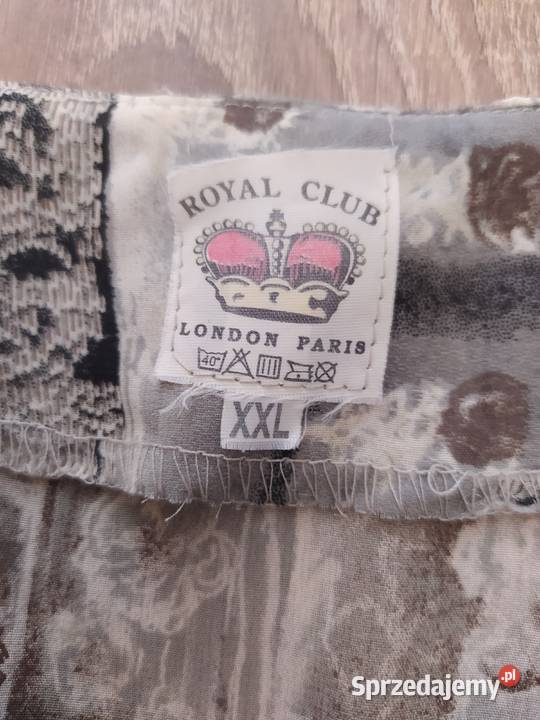 ROYAL CLUB
LONDON PARIS
40°
XXL
Sprzedajemy.pl